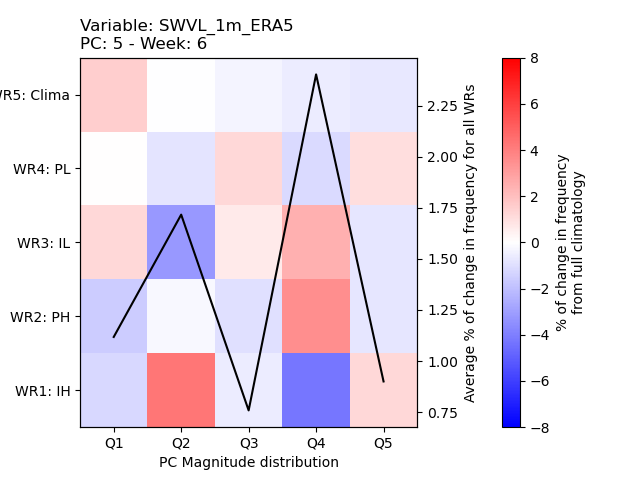 Variable: SWVL_1m_ERA5
PC: 5 - Week: 6
WR5: Clima
WR4: PL
WR3: IL
WR2: PH
WR1: IH
Q1 Q2 Q3 Q4 Q5
PC Magnitude distribution
2.25
2.00
1.75
1.50
1.25
1.00
0.75
Average % of change in frequency for all WRs
8
6
4
2
0
−2
−4
−6
−8
% of change in frequency
from full climatology